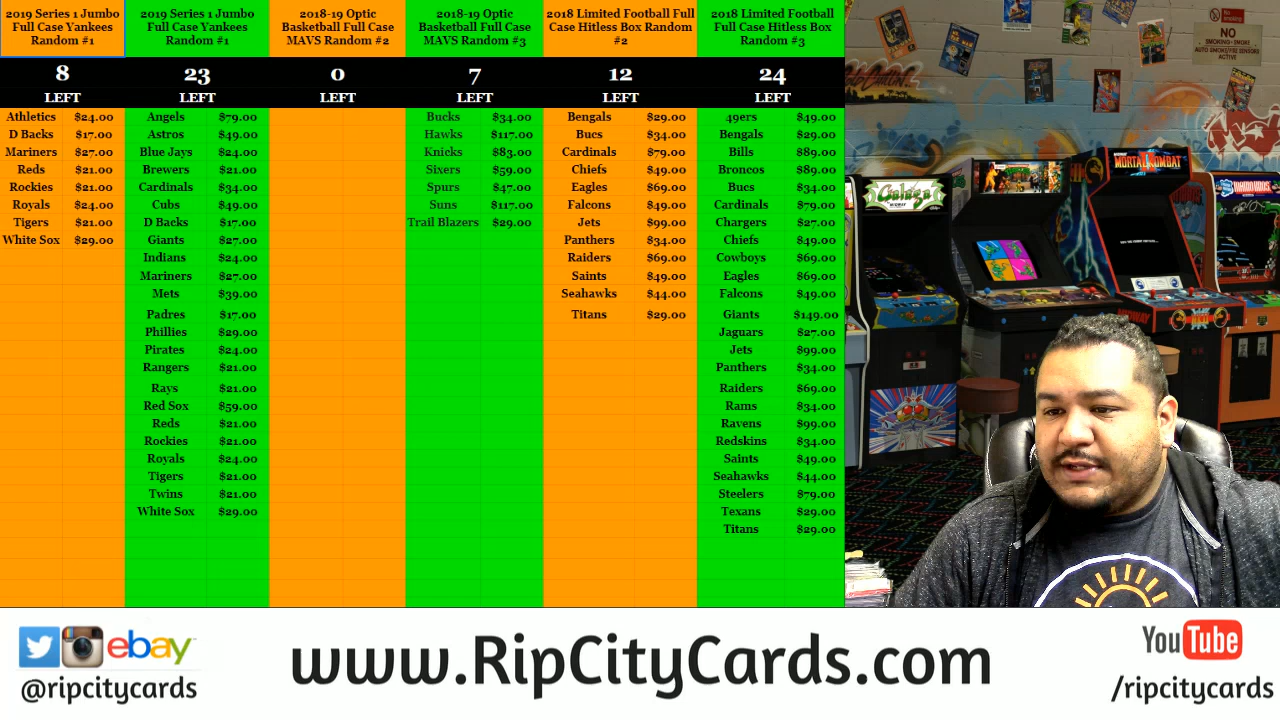 2019 Series 1 Jumbo
Full Case Yankees
Random #1
8
LEFT
Athletics $24.00
D Backs $17.00
Mariners $27.00
Reds $21.00
Rockies $21.00
Royals $24.00
Tigers $21.00
White Sox $29.00
2019 Series 1 Jumbo
Full Case Yankees
Random #1
23
LEFT
Angels $79.00
Astros $49.00
Blue Jays $24.00
Brewers $21.00
Cardinals $34.00
Cubs $49.00
D Backs $17.00
Giants $27.00
Indians $24.00
Mariners $27.00
Mets $39.00
Padres $17.00
Phillies $29.00
Pirates $24.00
Rangers $21.00
Rays $21.00
Red Sox $59.00
Reds $21.00
Rockies $21.00
Royals $24.00
Tigers $21.00
Twins $21.00
White Sox $29.00
2018-19 Optic
Basketball Full Case
MAVS Random #2
0
LEFT
2018-19 Optic
Basketball Full Case
MAVS Random #3
7
LEFT
Bucks $34.00
Hawks $117.00
Knicks $83.00
Sixers $59.00
Spurs $47.00
Suns $117.00
Trail Blazers $29.00
2018 Limited Football Full
Case Hitless Box Random
#2
12
LEFT
Bengals $29.00
Bucs $34.00
Cardinals $79.00
Chiefs $49.00
Eagles $69.00
Falcons $49.00
Jets $99.00
Panthers $34.00
Raiders $69.00
Saints $49.00
Seahawks $44.00
Titans $29.00
2018 Limited Football
Full Case Hitless Box
Random #3
24
LEFT
49ers $49.00
Bengals $29.00
Bills $89.00
Broncos $89.00
Bucs $34.00
Cardinals $79.00
Chargers $27.00
Chiefs $49.00
Cowboys $69.00
Eagles $69.00
Falcons $49.00
Giants $149.00
Jaguars $27.00
Jets $99.00
Panthers $34.00
Raiders $69.00
Rams $34.00
Ravens $99.00
Redskins $34.00
Saints $49.00
Seahawks $44.00
Steelers $79.00
Texans $29.00
Titans $29.00
NO
SMOKING
ACTIVE
Galaga
MORTAL KOMBAT
MIDWAY
ebay
@ripcitycards
www.RipCityCards.com
YouTube
/ripcitycards